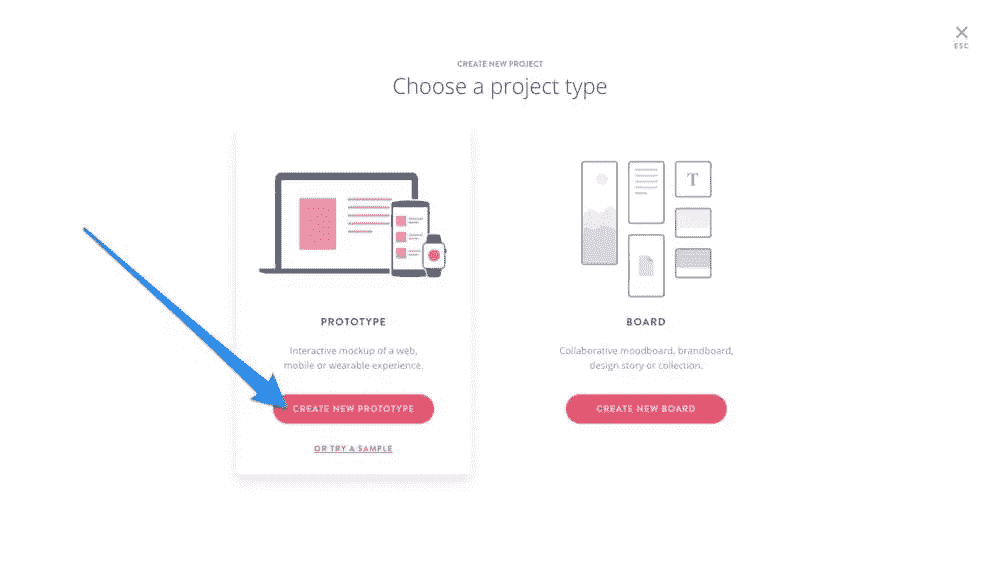 ESC
CREATE NEW PROJECT
Choose a project type
T
PROTOTYPE
Interactive mockup of a web,
mobile or wearable experience.
CREATE NEW PROTOTYPE
OR TRY A SAMPLE
BOARD
Collaborative moodboard, brandboard,
design story or collection.
CREATE NEW BOARD